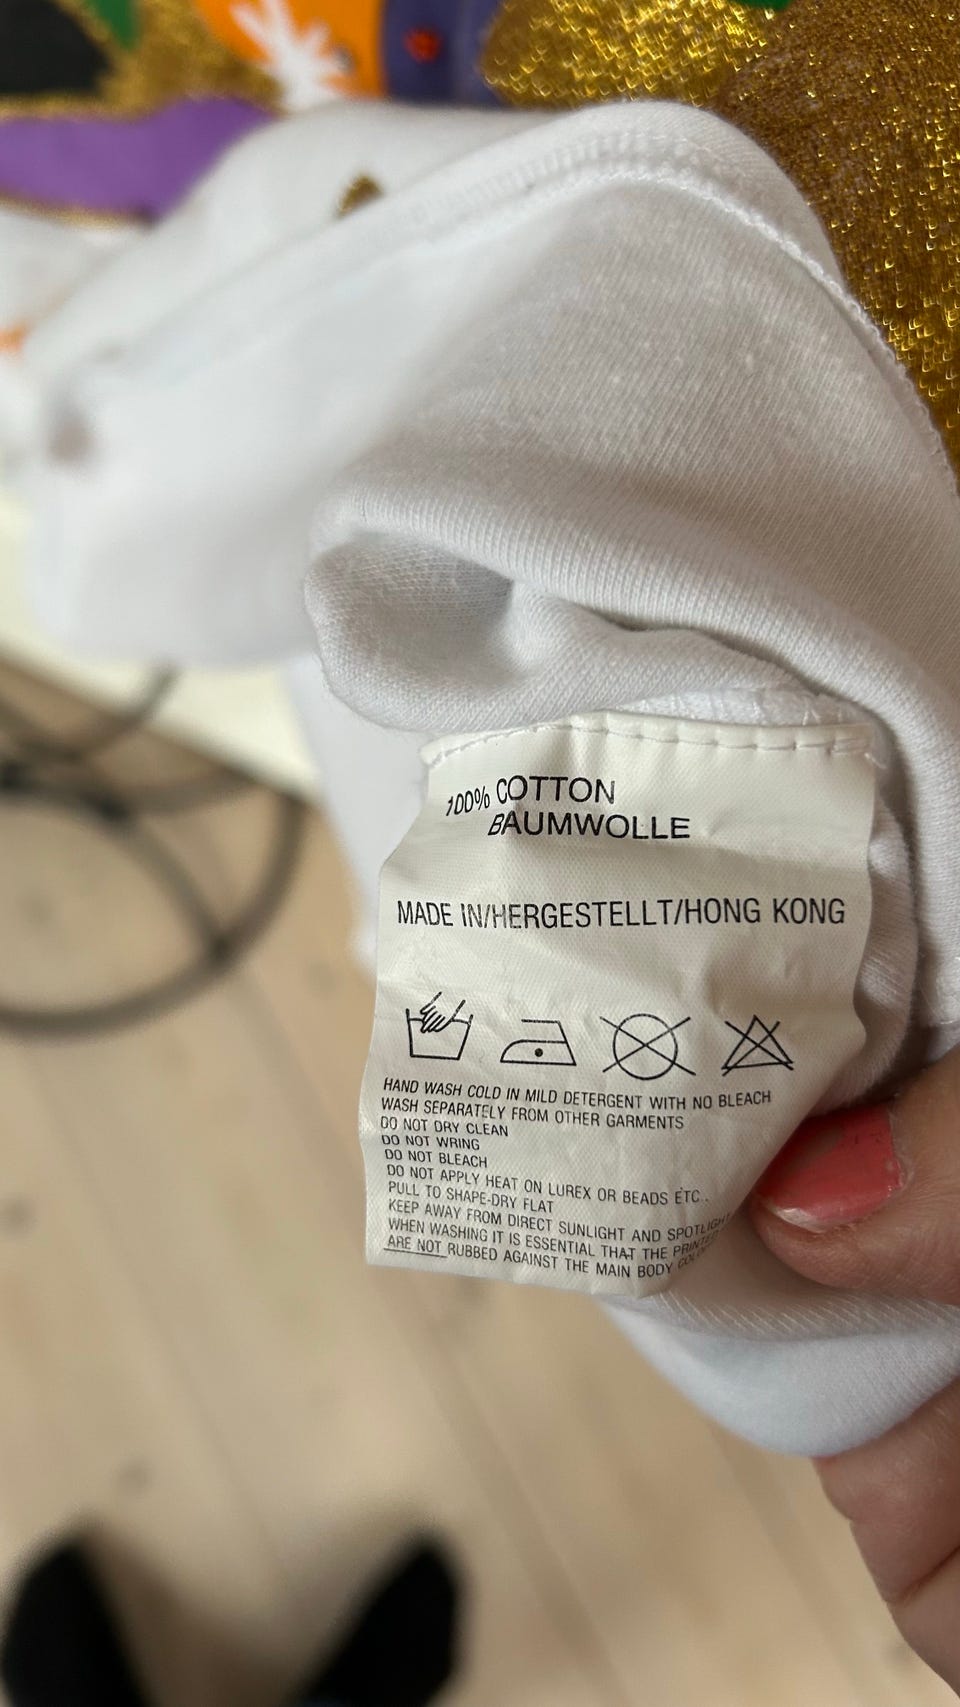 100% COTTON
BAUMWOLLE
MADE IN/HERGESTELLT/HONG KONG
HAND WASH COLD IN MILD DETERGENT WITH NO BLEACH
WASH SEPARATELY FROM OTHER GARMENTS
DO NOT DRY CLEAN
DO NOT WRING
DO NOT BLEACH
DO NOT APPLY HEAT ON LUREX OR BEADS ETC..
PULL TO SHAPE-DRY FLAT
KEEP AWAY FROM DIRECT SUNLIGHT AND
WHEN WASHING IT IS ESSENTIAL THAT THE
ARE NOT RUBBED AGAINST THE MAIN BODY